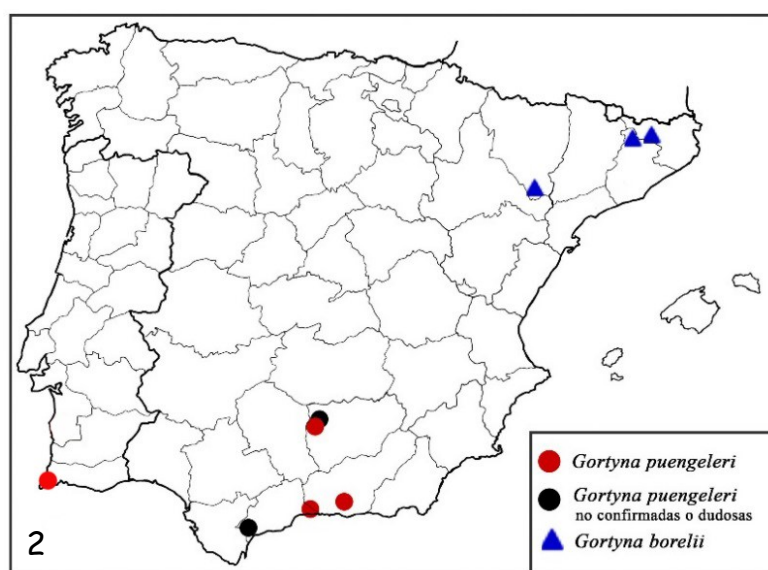 2
Gortyna puengeleri
Gortyna puengeleri
no confirmadas o dudosas
Gortyna borelii